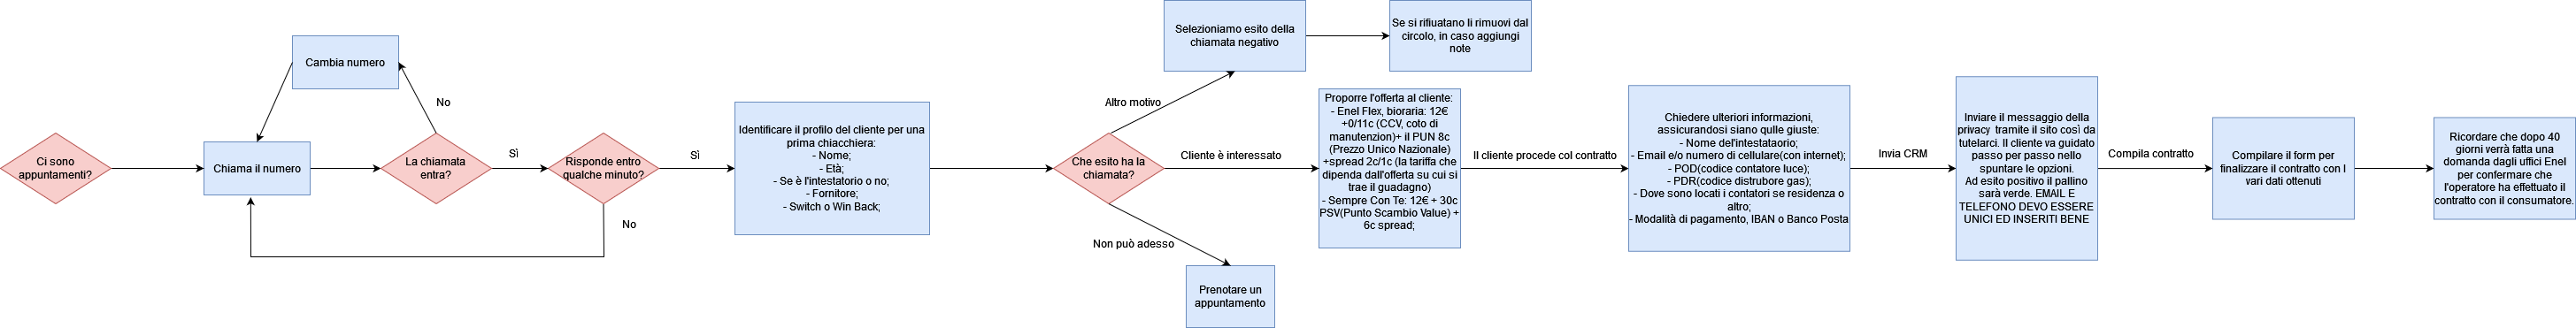 Ci sono
appuntamenti?
Chiama il numero
Cambia numero
No
La chiamata
entra?
Sì
Risponde entro
qualche minuto?
No
Sì
Identificare il profilo del cliente per una
prima chiacchiera:
- Nome;
- Età;
- Se è l'intestatorio o no;
- Fornitore;
- Switch o Win Back;
Che esito ha la
chiamata?
Altro motivo
Selezioniamo esito della
chiamata negativo
Se si rifiuatano li rimuovi dal
circolo, in caso aggiungi
note
Non può adesso
Prenotare un
appuntamento
Cliente è interessato
Proporre l'offerta al cliente:
- Enel Flex, bioraria: 12€
+0/11c (CCV, coto di
manutenzion)+ il PUN 8c
(Prezzo Unico Nazionale)
+spread 2c/1c (la tariffa che
dipenda dall'offerta su cui si
trae il guadagno)
- Sempre Con Te: 12€ + 30c
PSV(Punto Scambio Value) +
6c spread;
Il cliente procede col contratto
Chiedere ulteriori informazioni,
assicurandosi siano qulle giuste:
- Nome del'intestataorio;
- Email e/o numero di cellulare(con internet);
- POD(codice contatore luce);
- PDR(codice distrubore gas);
- Dove sono locati i contatori se residenza o
altro;
- Modalità di pagamento, IBAN o Banco Posta
Invia CRM
Inviare il messaggio della
privacy tramite il sito così da
tutelarci. Il cliente va guidato
passo per passo nello
spuntare le opzioni.
Ad esito positivo il pallino
sarà verde. EMAIL E
TELEFONO DEVO ESSERE
UNICI ED INSERITI BENE
Compila contratto
Compilare il form per
finalizzare il contratto con I
vari dati ottenuti
Ricordare che dopo 40
giorni verrà fatta una
domanda dagli uffici Enel
per confermare che
l'operatore ha effettuato il
contratto con il consumatore.